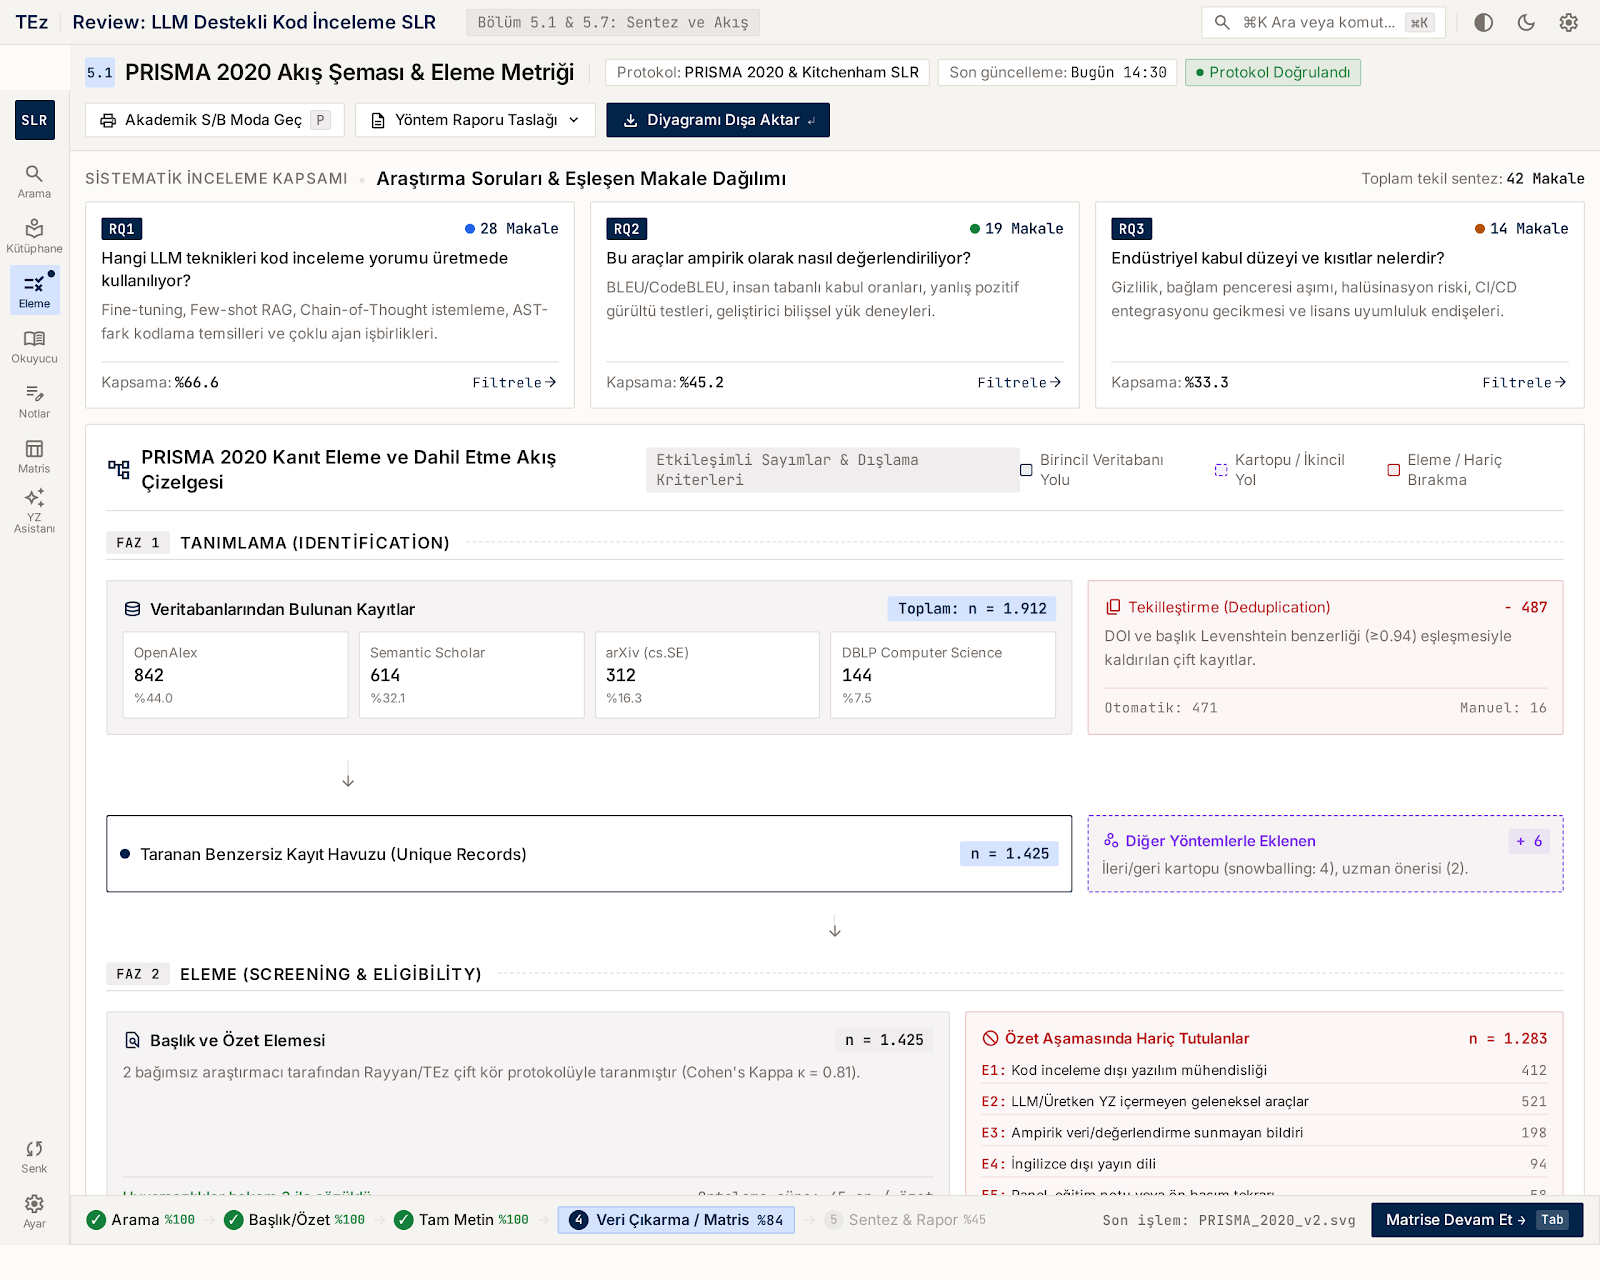 TEz
Review: LLM Destekli Kod İnceleme SLR
Bölüm 5.1 & 5.7: Sentez ve Akış
⌘K Ara veya komut... ⌘K
5.1 PRISMA 2020 Akış Şeması & Eleme Metriği
Protokol: PRISMA 2020 & Kitchenham SLR
Son güncelleme: Bugün 14:30
Protokol Doğrulandı
Akademik S/B Moda Geç P
Yöntem Raporu Taslağı
Diyagramı Dışa Aktar ↲
SLR
Arama
Kütüphane
Eleme
Okuyucu
Notlar
Matris
YZ
Asistanı
Senk
Ayar
SİSTEMATİK İNCELEME KAPSAMI • Araştırma Soruları & Eşleşen Makale Dağılımı
Toplam tekil sentez: 42 Makale
RQ1
28 Makale
Hangi LLM teknikleri kod inceleme yorumu üretmede
kullanılıyor?
Fine-tuning, Few-shot RAG, Chain-of-Thought istemleme, AST-
fark kodlama temsilleri ve çoklu ajan işbirlikleri.
Kapsama: %66.6
Filtrele→
RQ2
19 Makale
Bu araçlar ampirik olarak nasıl değerlendiriliyor?
BLEU/CodeBLEU, insan tabanlı kabul oranları, yanlış pozitif
gürültü testleri, geliştirici bilişsel yük deneyleri.
Kapsama: %45.2
Filtrele→
RQ3
14 Makale
Endüstriyel kabul düzeyi ve kısıtlar nelerdir?
Gizlilik, bağlam penceresi aşımı, halüsinasyon riski, CI/CD
entegrasyonu gecikmesi ve lisans uyumluluk endişeleri.
Kapsama: %33.3
Filtrele→
PRISMA 2020 Kanıt Eleme ve Dahil Etme Akış
Çizelgesi
Etkileşimli Sayımlar & Dışlama
Kriterleri
Birincil Veritabanı
Yolu
Kartopu / İkincil
Yol
Eleme / Hariç
Bırakma
FAZ 1 TANIMLAMA (IDENTİFİCATİON)
Veritabanlarından Bulunan Kayıtlar
Toplam: n = 1.912
OpenAlex
842
%44.0
Semantic Scholar
614
%32.1
arXiv (cs.SE)
312
%16.3
DBLP Computer Science
144
%7.5
Tekilleştirme (Deduplication)
- 487
DOI ve başlık Levenshtein benzerliği (≥0.94) eşleşmesiyle
kaldırılan çift kayıtlar.
Otomatik: 471
Manuel: 16
Taranan Benzersiz Kayıt Havuzu (Unique Records)
n = 1.425
Diğer Yöntemlerle Eklenen
+ 6
İleri/geri kartopu (snowballing: 4), uzman önerisi (2).
FAZ 2 ELEME (SCREENİNG & ELİGİBİLİTY)
Başlık ve Özet Elemesi
n = 1.425
2 bağımsız araştırmacı tarafından Rayyan/TEz çift kör protokolüyle taranmıştır (Cohen's Kappa κ = 0.81).
Özet Aşamasında Hariç Tutulanlar
n = 1.283
E1: Kod inceleme dışı yazılım mühendisliği 412
E2: LLM/Üretken YZ içermeyen geleneksel araçlar 521
E3: Ampirik veri/değerlendirme sunmayan bildiri 198
E4: İngilizce dışı yayın dili 94
Arama %100
Başlık/Özet %100
Tam Metin %100
4 Veri Çıkarma / Matris %84
5 Sentez & Rapor %45
Son işlem: PRISMA_2020_v2.svg
Matrise Devam Et → Tab